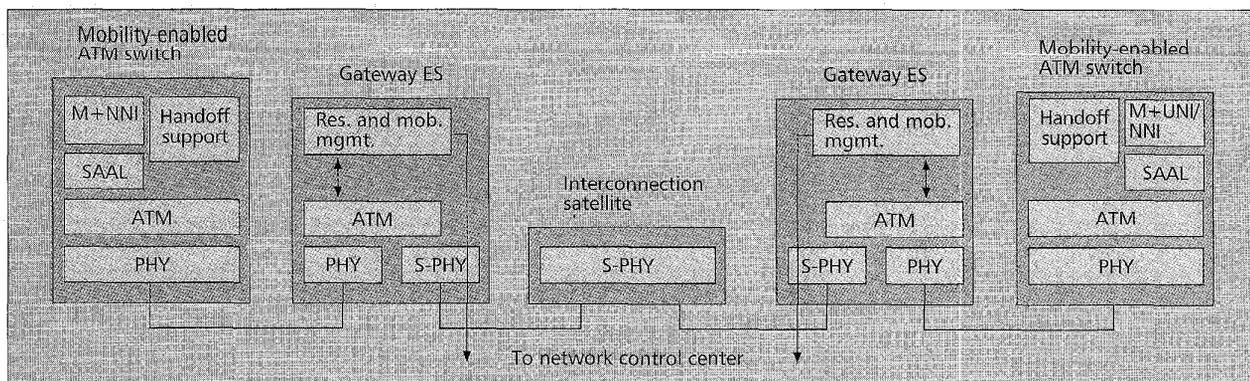 Mobility-enabled
ATM switch
M+NNI
Handoff
support
SAAL
ATM
PHY
Gateway ES
Res. and mob.
mgmt.
ATM
PHY
S-PHY
Interconnection
satellite
S-PHY
Gateway ES
Res. and mob.
mgmt.
ATM
S-PHY
PHY
Mobility-enabled
ATM switch
Handoff
support
M+UNI/
NNI
SAAL
ATM
PHY
To network control center